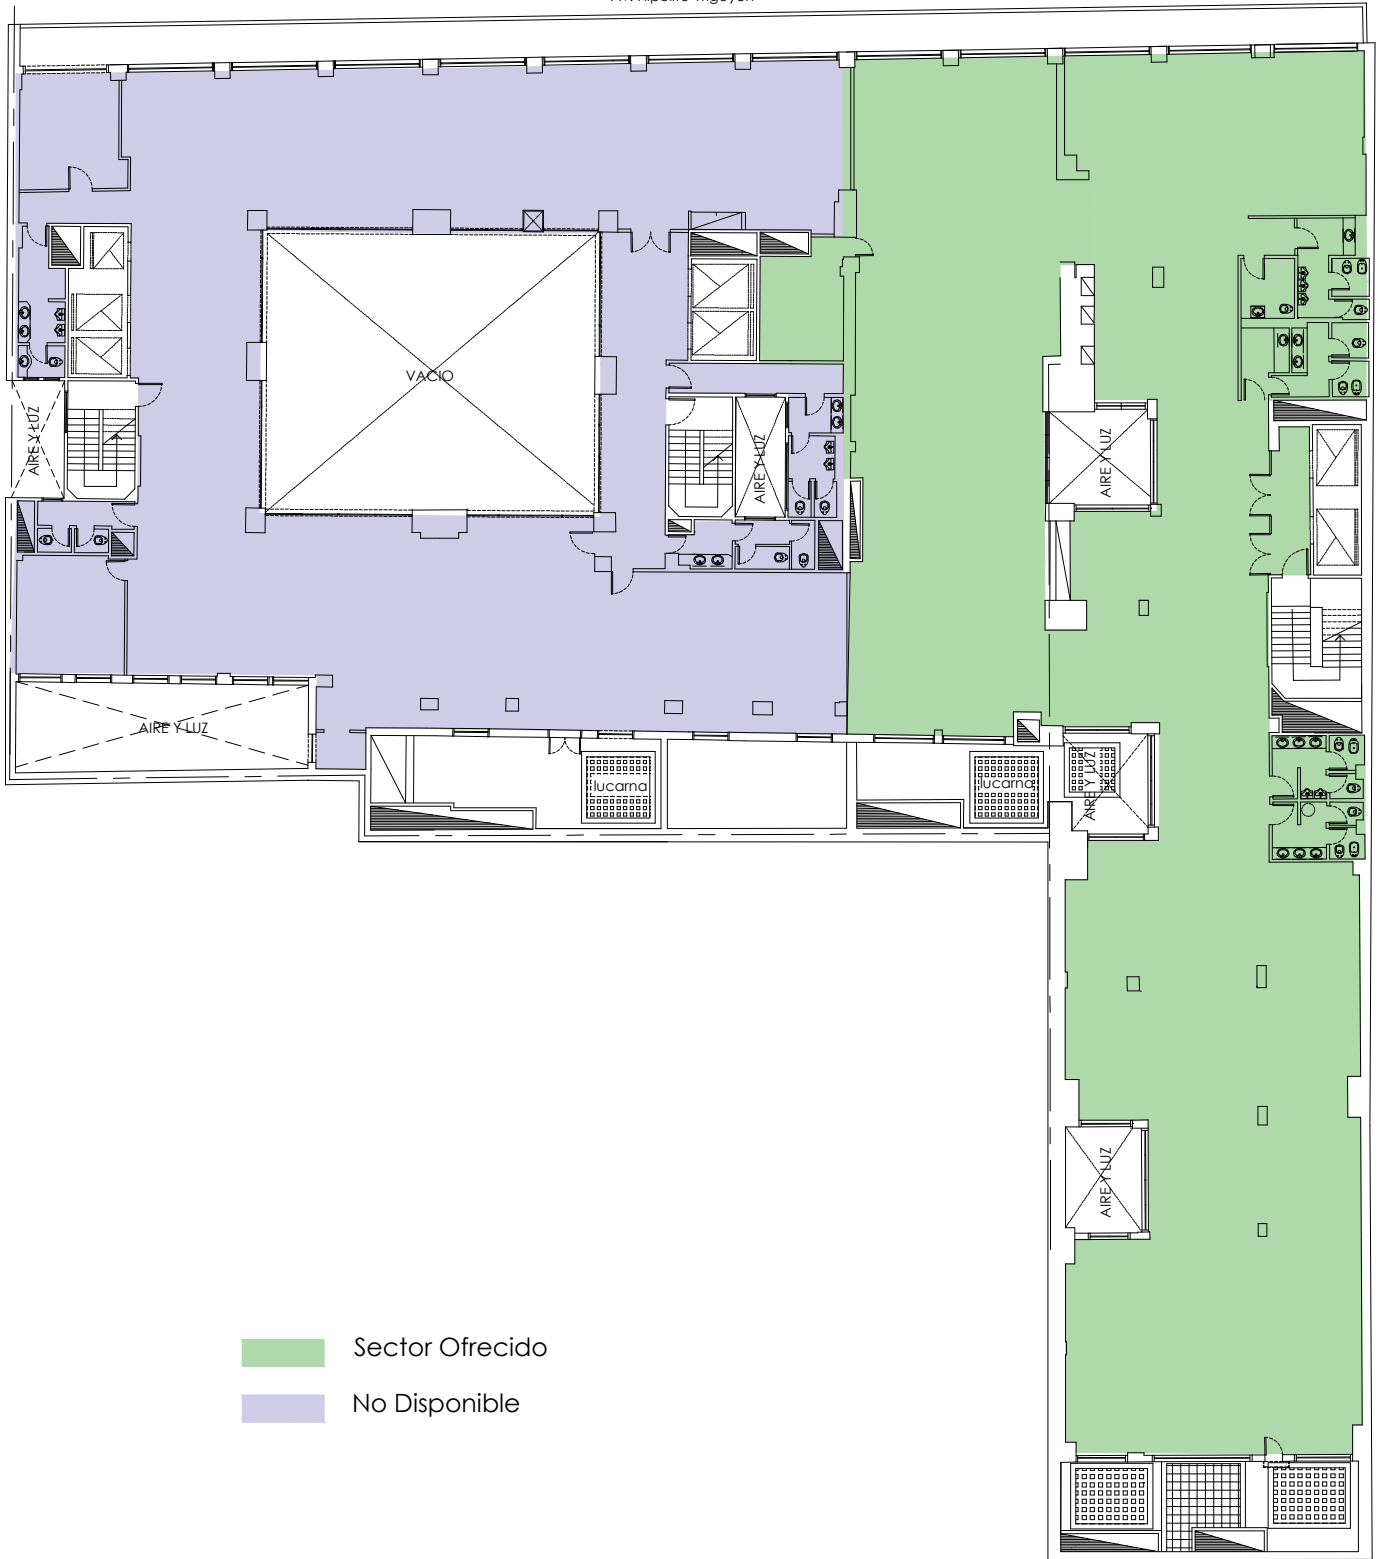 VACIO
AIRE Y LUZ
AIRE Y LUZ
AIRE Y LUZ
AIRE Y LUZ
AIRE Y LUZ
lucarna
lucarna
AIRE Y LUZ
Sector Ofrecido
No Disponible